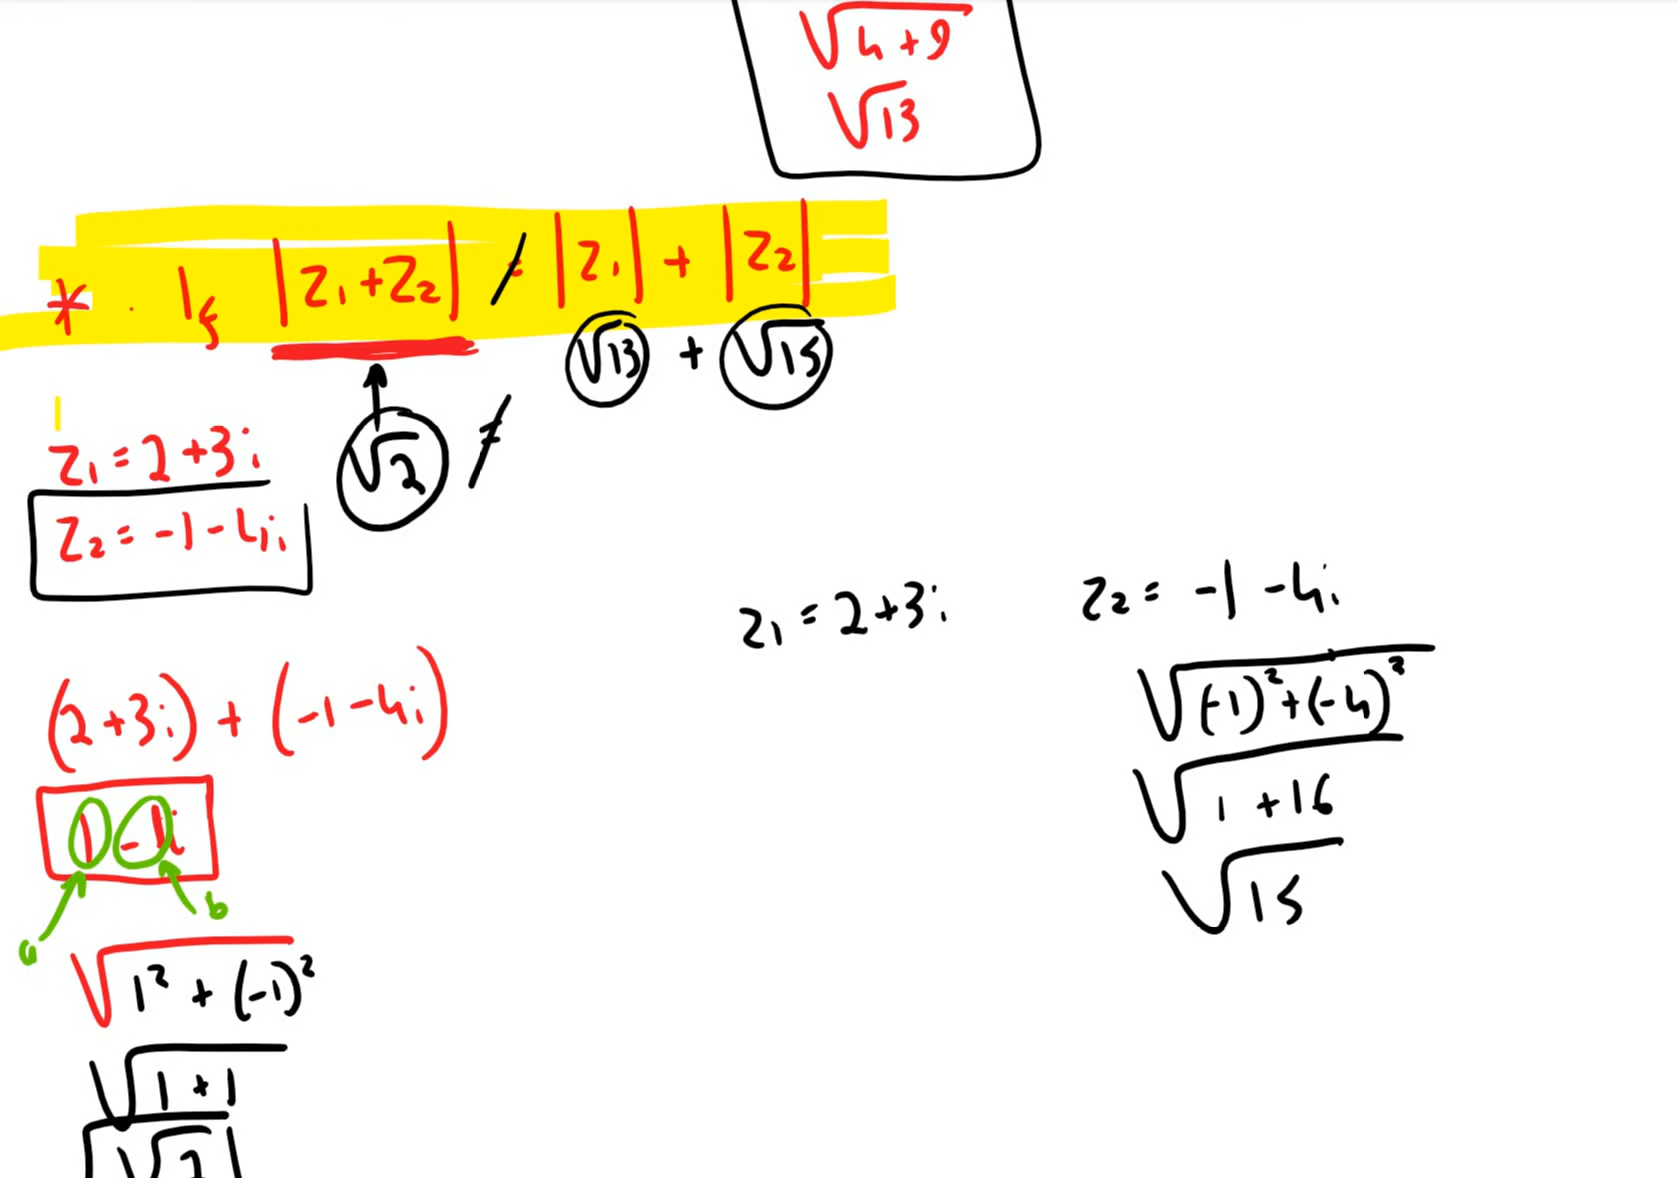 √4+9
√13
* . If |Z₁+Z₂| ≠ |Z₁| + |Z₂|
√13 + √15
√2 ≠
Z₁ = 2+3i
Z₂ = -1-4i
z₁ = 2+3i
z₂ = -1-4i
(2+3i) + (-1-4i)
1-1i
a
b
√1² + (-1)²
√1+1
√2
√(-1)²+(-4)²
√1+16
√15